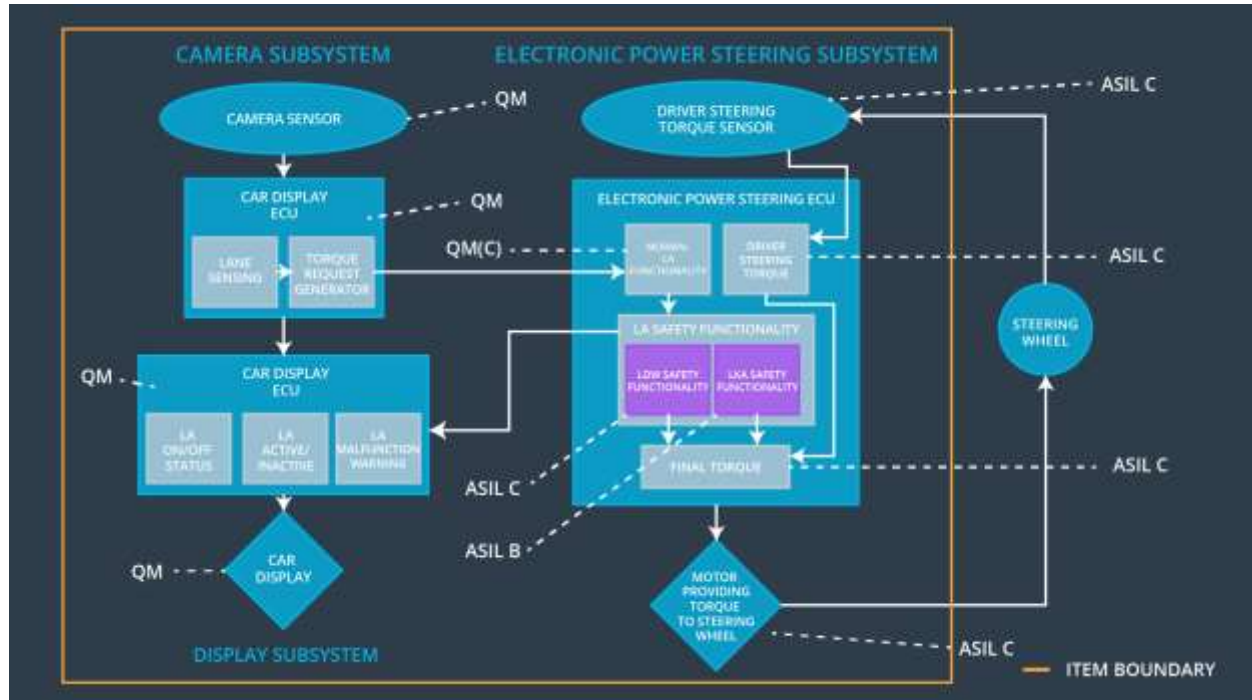 CAMERA SUBSYSTEM
ELECTRONIC POWER STEERING SUBSYSTEM
CAMERA SENSOR
QM
DRIVER STEERING
TORQUE SENSOR
ASIL C
CAR DISPLAY
ECU
QM
LANE
SENSING
TORQUE
REQUEST
GENERATOR
QM(C)
ELECTRONIC POWER STEERING ECU
LA
FUNCTIONALITY
DRIVER
STEERING
TORQUE
ASIL C
STEERING
WHEEL
LA SAFETY FUNCTIONALITY
LDW SAFETY
FUNCTIONALITY
LKA SAFETY
FUNCTIONALITY
QM
CAR DISPLAY
ECU
LA
ON/OFF
STATUS
LA
ACTIVE/
INACTIVE
LA
MALFUNCTION
WARNING
FINAL TORQUE
ASIL C
ASIL C
ASIL B
QM
CAR
DISPLAY
MOTOR
PROVIDING
TORQUE
TO STEERING
WHEEL
ASIL C
DISPLAY SUBSYSTEM
ITEM BOUNDARY